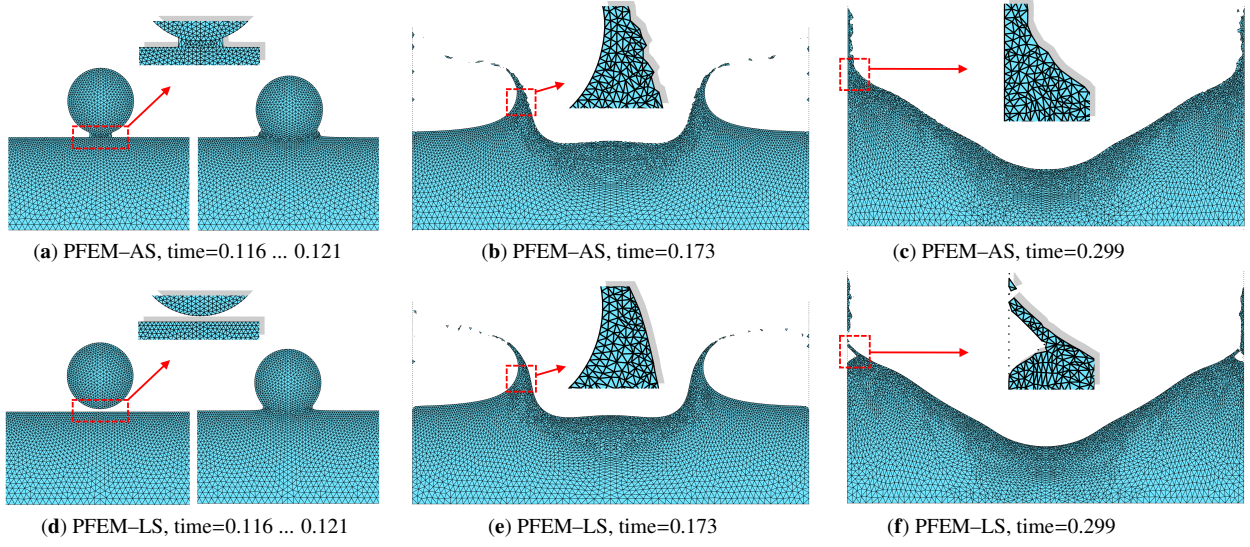 (a) PFEM–AS, time=0.116 ... 0.121
(b) PFEM–AS, time=0.173
(c) PFEM–AS, time=0.299
(d) PFEM–LS, time=0.116 ... 0.121
(e) PFEM–LS, time=0.173
(f) PFEM–LS, time=0.299